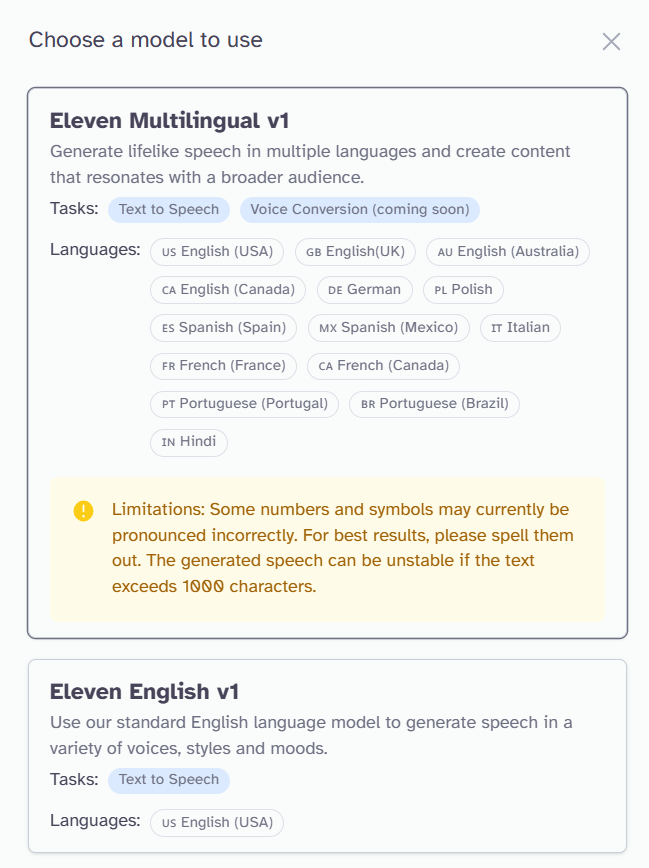 Choose a model to use
Eleven Multilingual v1
Generate lifelike speech in multiple languages and create content
that resonates with a broader audience.
Tasks: Text to Speech Voice Conversion (coming soon)
Languages: US English (USA) GB English(UK) AU English (Australia)
CA English (Canada) DE German PL Polish
ES Spanish (Spain) MX Spanish (Mexico) IT Italian
FR French (France) CA French (Canada)
PT Portuguese (Portugal) BR Portuguese (Brazil)
IN Hindi
Limitations: Some numbers and symbols may currently be
pronounced incorrectly. For best results, please spell them
out. The generated speech can be unstable if the text
exceeds 1000 characters.
Eleven English v1
Use our standard English language model to generate speech in a
variety of voices, styles and moods.
Tasks: Text to Speech
Languages: US English (USA)